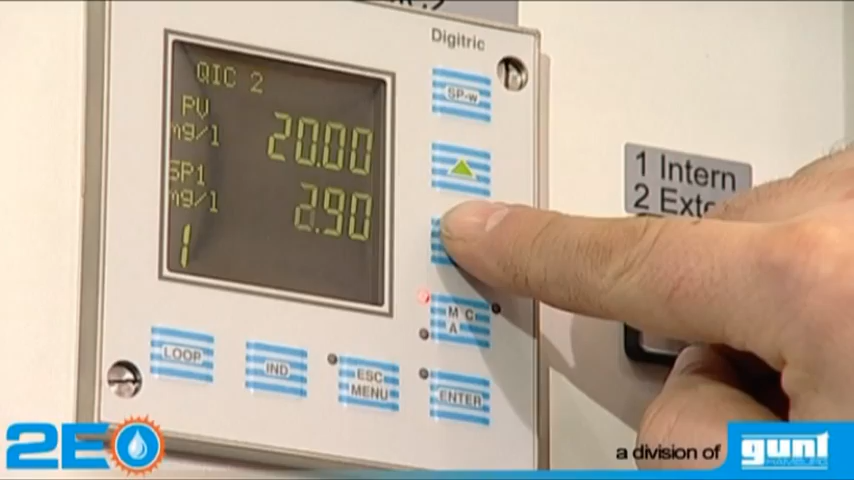 Digitric
QIC 2
PV
mg/l
20.00
SP1
mg/l
2.90
1
SP-w
M C
A
LOOP
IND
ESC
MENU
ENTER
1 Intern
2 Exte
2E
a division of
gunt
HAMBURG